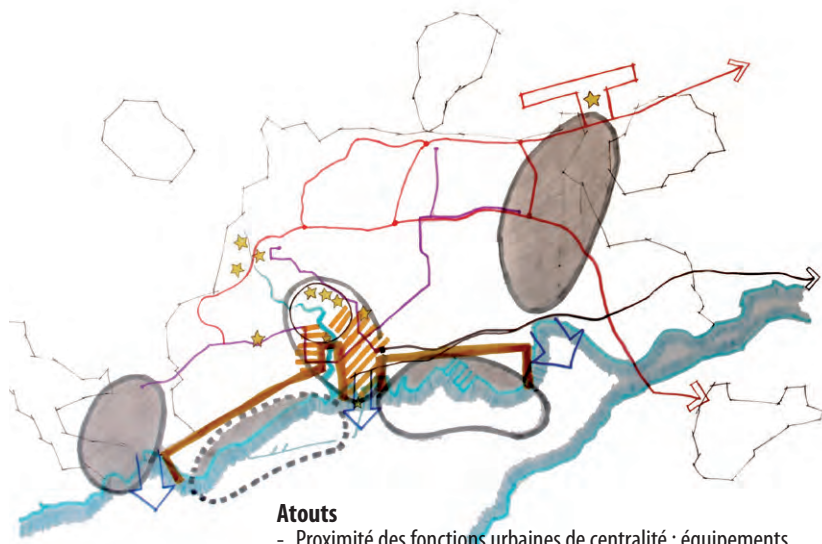 Atouts
- Proximité des fonctions urbaines de centralité : équipements